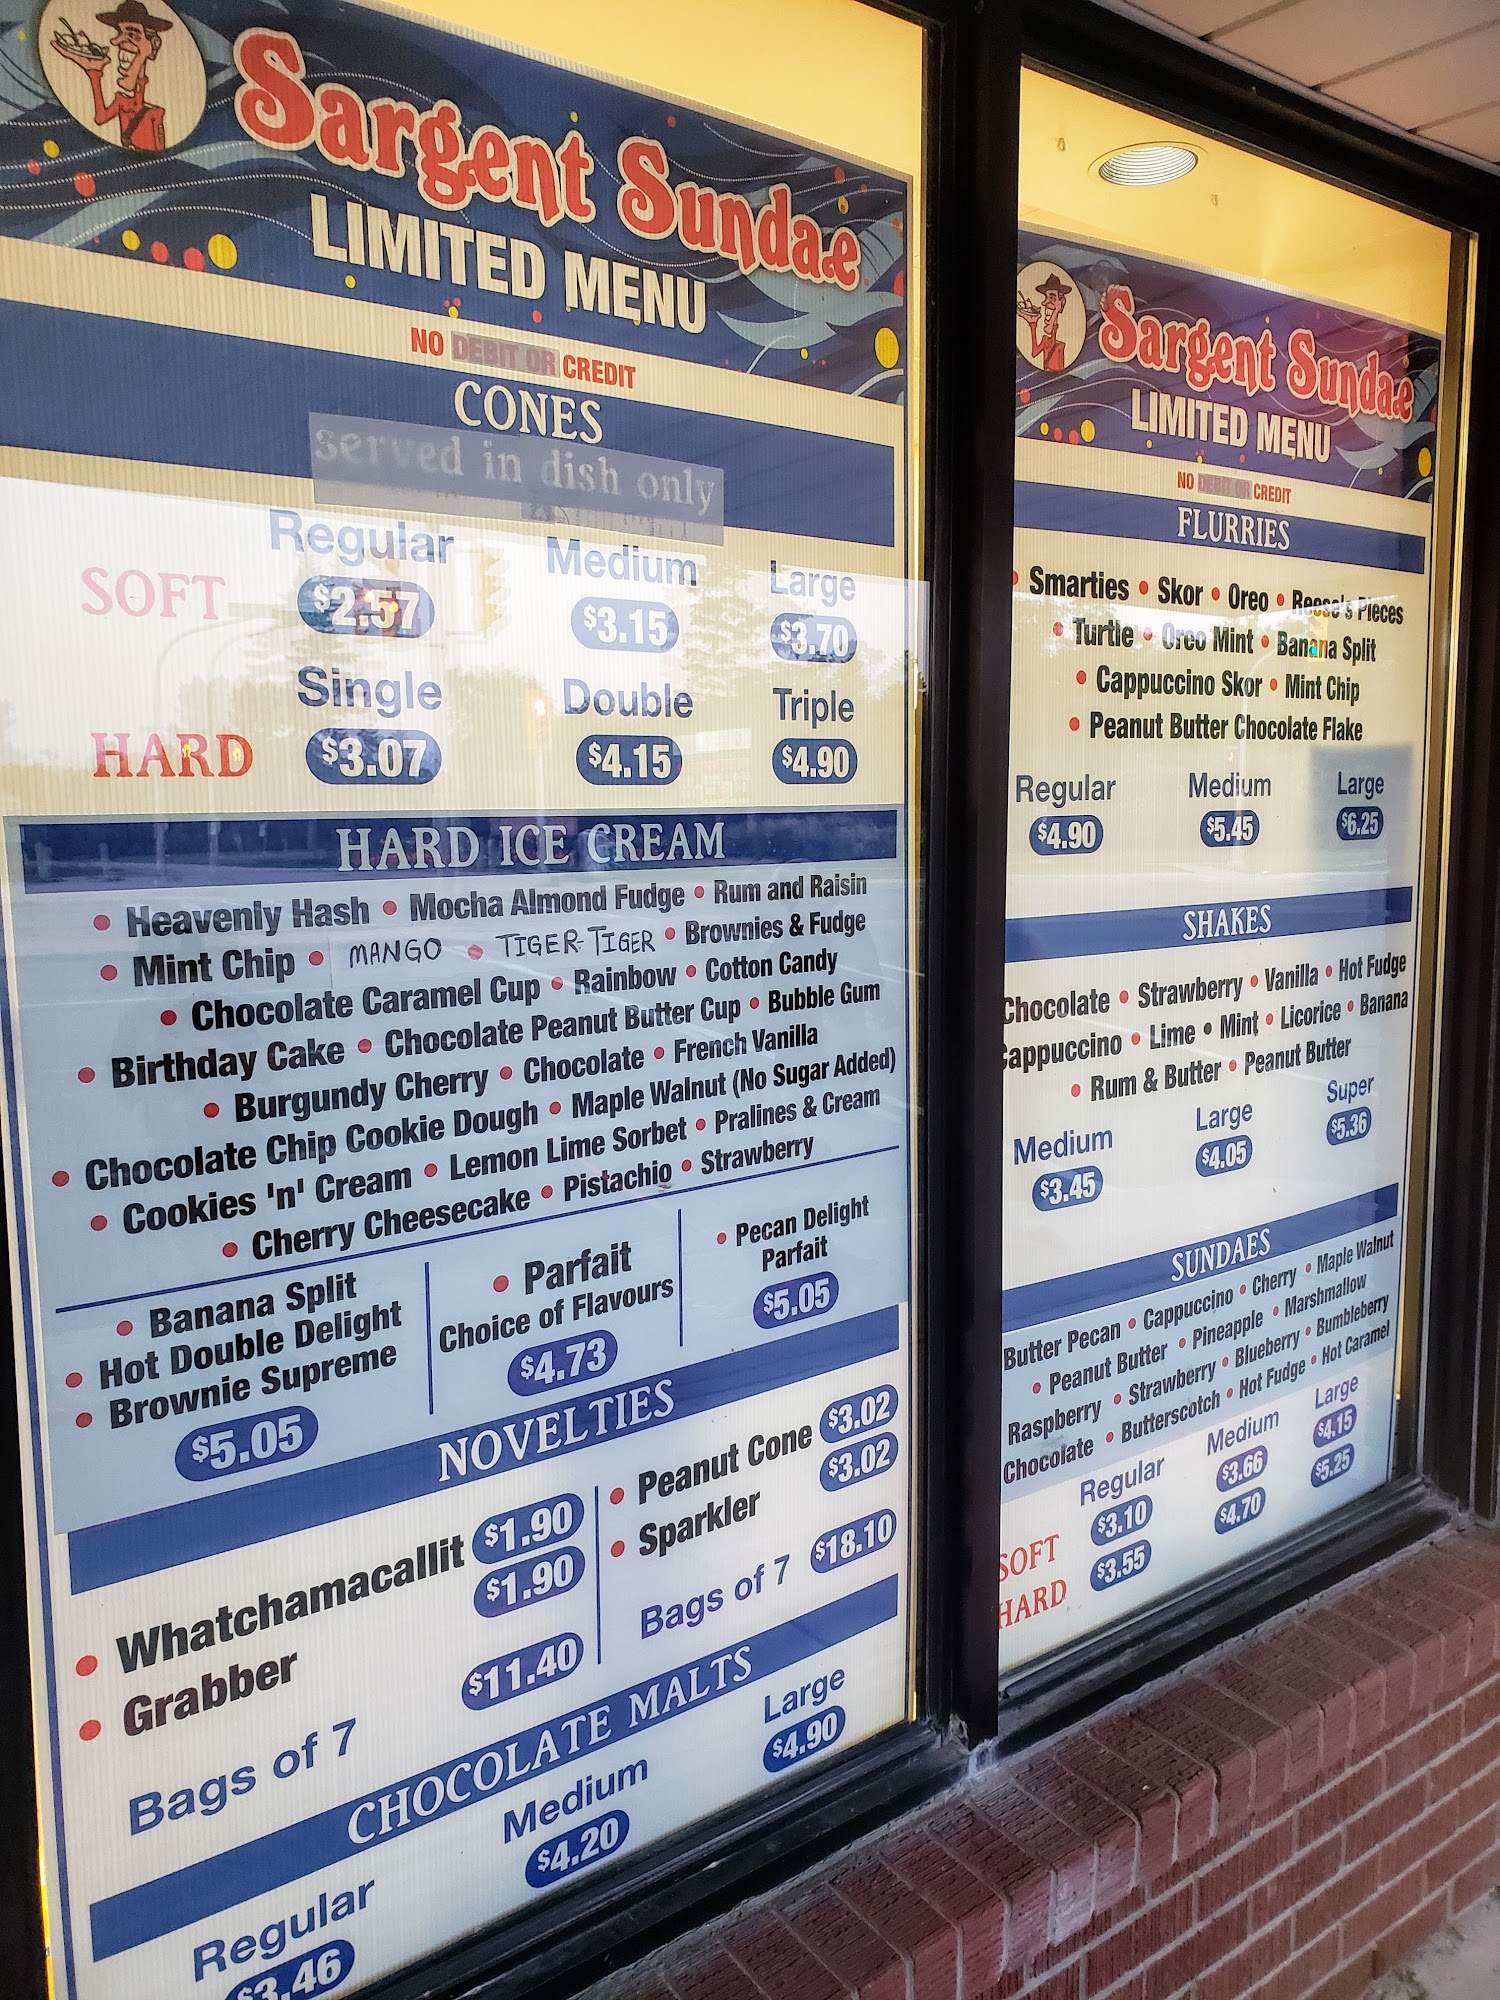 Sargent Sundae
LIMITED MENU
NO DEBIT OR CREDIT
CONES
served in dish only
Regular Medium Large
SOFT $2.57 $3.15 $3.70
Single Double Triple
HARD $3.07 $4.15 $4.90
HARD ICE CREAM
• Heavenly Hash • Mocha Almond Fudge • Rum and Raisin
• Mint Chip • MANGO • TIGER-TIGER • Brownies & Fudge
• Chocolate Caramel Cup • Rainbow • Cotton Candy
• Birthday Cake • Chocolate Peanut Butter Cup • Bubble Gum
• Burgundy Cherry • Chocolate • French Vanilla
• Chocolate Chip Cookie Dough • Maple Walnut (No Sugar Added)
• Cookies 'n' Cream • Lemon Lime Sorbet • Pralines & Cream
• Cherry Cheesecake • Pistachio • Strawberry
• Banana Split
• Hot Double Delight
• Brownie Supreme
$5.05
• Parfait
Choice of Flavours
$4.73
• Pecan Delight
Parfait
$5.05
NOVELTIES
• Whatchamacallit $1.90
• Grabber $1.90
Bags of 7 $11.40
• Peanut Cone $3.02
• Sparkler $3.02
Bags of 7 $18.10
CHOCOLATE MALTS
Regular Medium Large
$3.46 $4.20 $4.90
Sargent Sundae
LIMITED MENU
NO DEBIT OR CREDIT
FLURRIES
• Smarties • Skor • Oreo • Reese's Pieces
• Turtle • Oreo Mint • Banana Split
• Cappuccino Skor • Mint Chip
• Peanut Butter Chocolate Flake
Regular Medium Large
$4.90 $5.45 $6.25
SHAKES
Chocolate • Strawberry • Vanilla • Hot Fudge
Cappuccino • Lime • Mint • Licorice • Banana
• Rum & Butter • Peanut Butter
Medium Large Super
$3.45 $4.05 $5.36
SUNDAES
Butter Pecan • Cappuccino • Cherry • Maple Walnut
• Peanut Butter • Pineapple • Marshmallow
Raspberry • Strawberry • Blueberry • Bumbleberry
Chocolate • Butterscotch • Hot Fudge • Hot Caramel
Regular Medium Large
SOFT $3.10 $3.66 $4.15
HARD $3.55 $4.70 $5.25